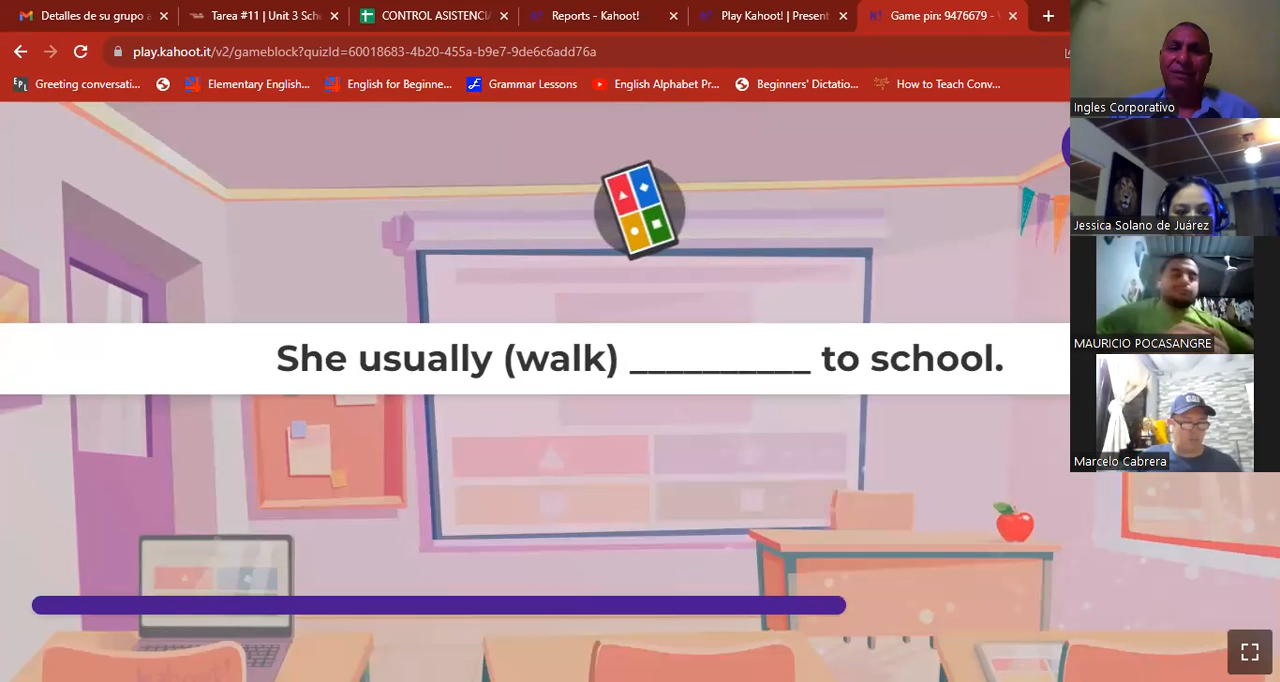 Detalles de su grupo a
Tarea #11 | Unit 3 Sch
CONTROL ASISTENCIA
Reports - Kahoot!
Play Kahoot! | Present
Game pin: 9476679 -
play.kahoot.it/v2/gameblock?quizId=60018683-4b20-455a-b9e7-9de6c6add76a
Greeting conversati...
Elementary English...
English for Beginne...
Grammar Lessons
English Alphabet Pr...
Beginners' Dictatio...
How to Teach Conv...
Ingles Corporativo
Jessica Solano de Juárez
MAURICIO POCASANGRE
Marcelo Cabrera
She usually (walk) __________ to school.